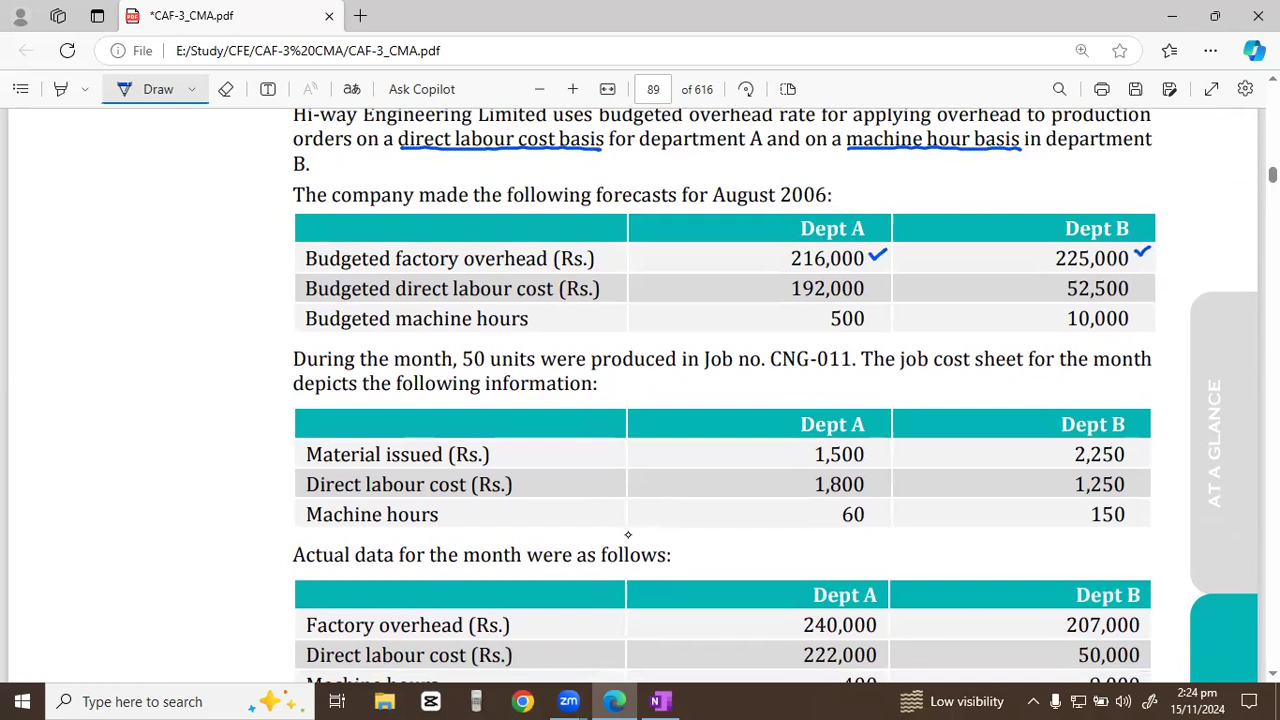 *CAF-3_CMA.pdf
File E:/Study/CFE/CAF-3%20CMA/CAF-3_CMA.pdf
Draw Ask Copilot 89 of 616
Hi-way Engineering Limited uses budgeted overhead rate for applying overhead to production
orders on a direct labour cost basis for department A and on a machine hour basis in department
B.
The company made the following forecasts for August 2006:
Dept A Dept B
Budgeted factory overhead (Rs.) 216,000 225,000
Budgeted direct labour cost (Rs.) 192,000 52,500
Budgeted machine hours 500 10,000
During the month, 50 units were produced in Job no. CNG-011. The job cost sheet for the month
depicts the following information:
Dept A Dept B
Material issued (Rs.) 1,500 2,250
Direct labour cost (Rs.) 1,800 1,250
Machine hours 60 150
AT A GLANCE
Actual data for the month were as follows:
Dept A Dept B
Factory overhead (Rs.) 240,000 207,000
Direct labour cost (Rs.) 222,000 50,000
Type here to search
zm
Low visibility
2:24 pm
15/11/2024